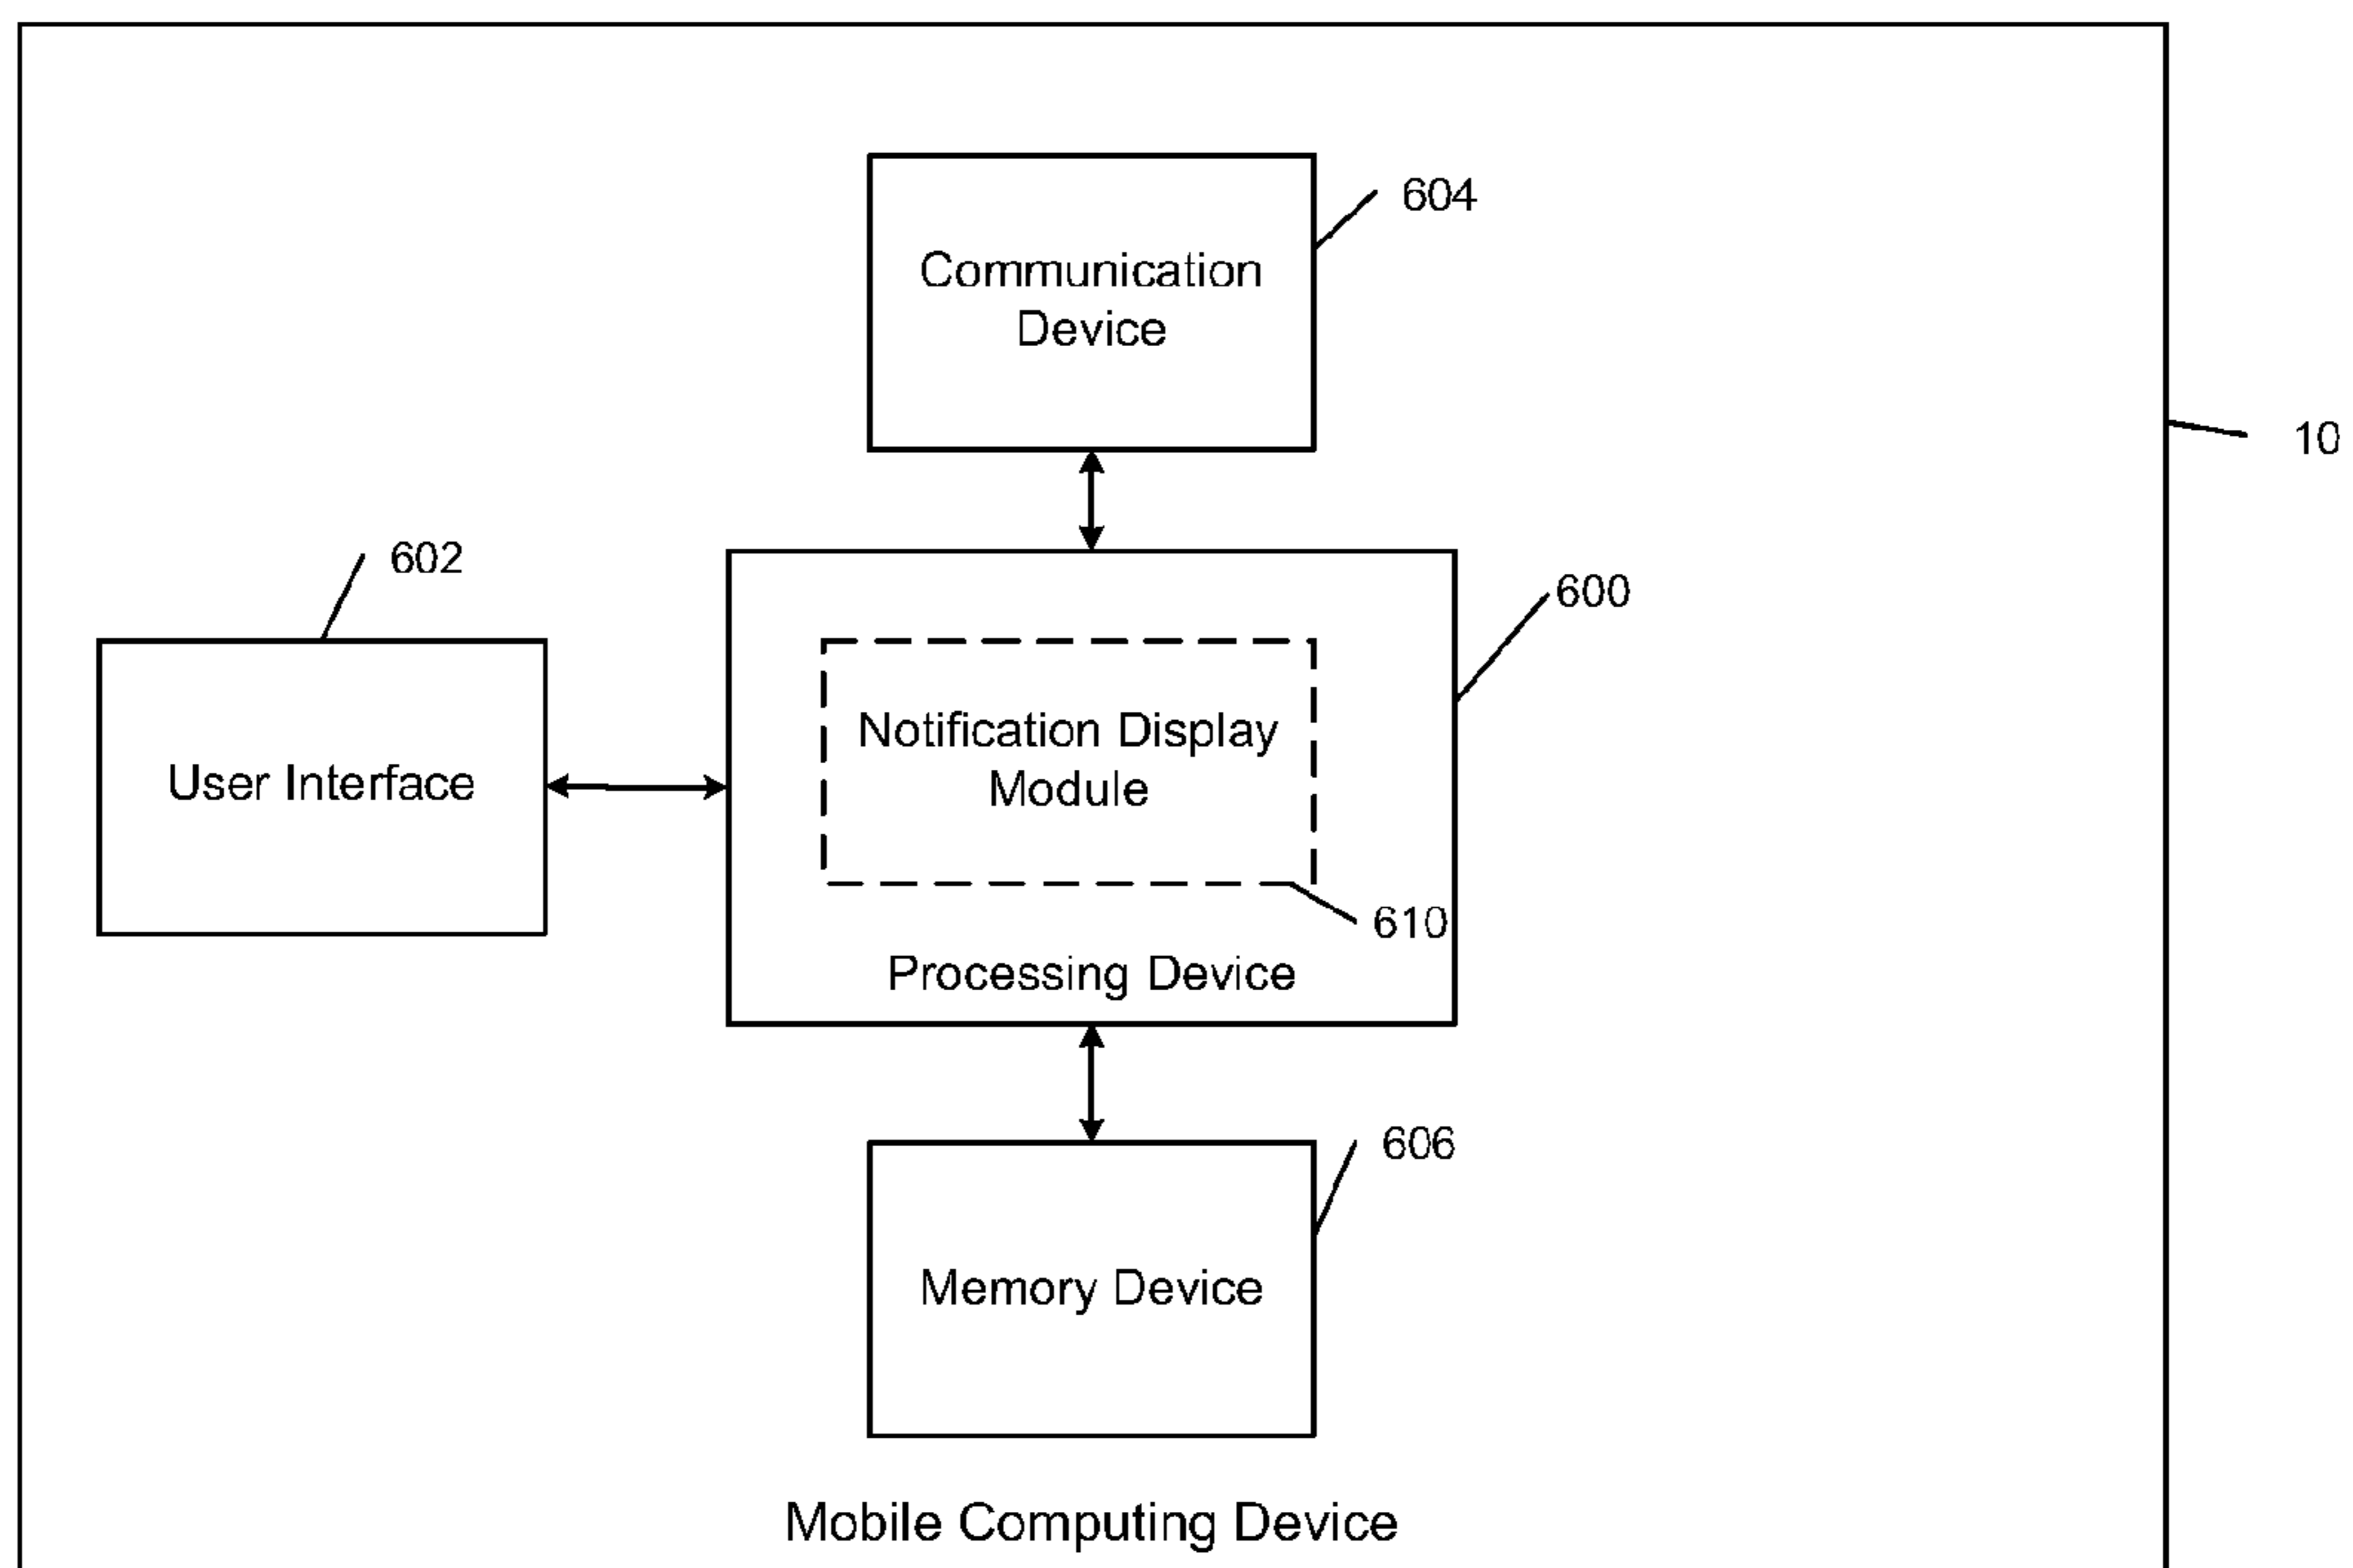 604
Communication
Device
10
602
600
Notification Display
Module
User Interface
610
Processing Device
606
Memory Device
Mobile Computing Device